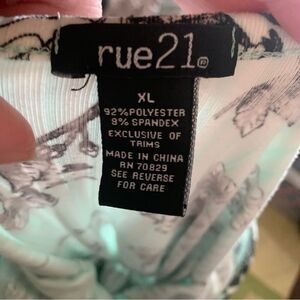 rue21®
XL
92%POLYESTER
8% SPANDEX
EXCLUSIVE OF
TRIMS
MADE IN CHINA
RN 70829
SEE REVERSE
FOR CARE